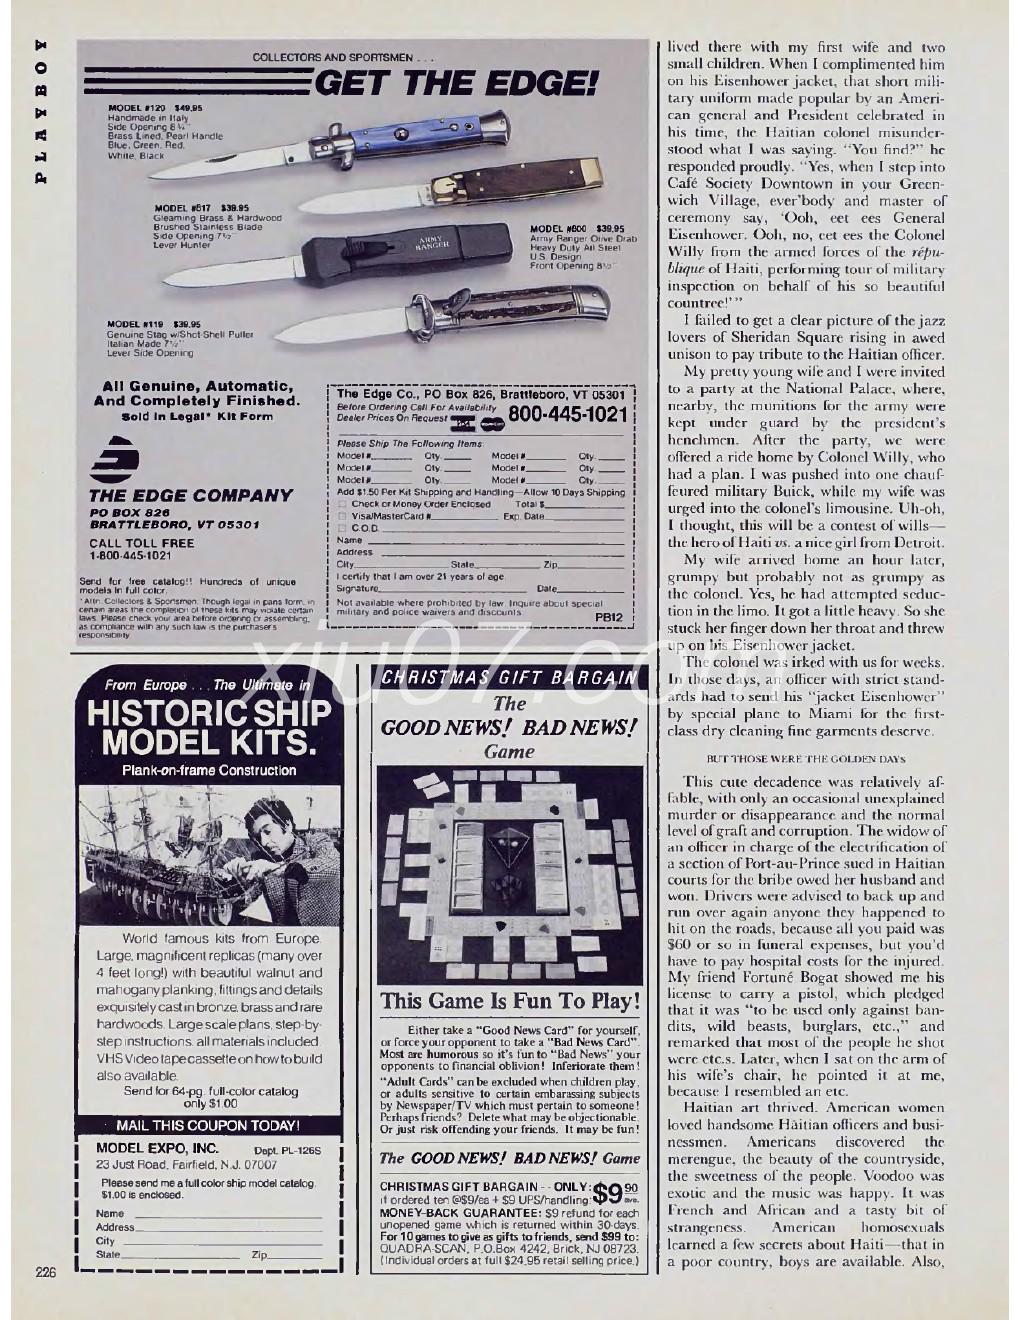 PLAYBOY
COLLECTORS AND SPORTSMEN . . .
GET THE EDGE!
MODEL #120 $49.95
Handmade in Italy
Side Opening 8¾"
Brass Lined, Pearl Handle
Blue, Green, Red,
White, Black
MODEL #517 $39.95
Gleaming Brass & Hardwood
Brushed Stainless Blade
Side Opening 7½"
Lever Hunter
ARMY
RANGER
MODEL #600 $39.95
Army Ranger Olive Drab
Heavy Duty All Steel
U.S. Design
Front Opening 8½"
MODEL #119 $39.95
Genuine Stag w/Shot-Shell Puller
Italian Made 7½"
Lever Side Opening
All Genuine, Automatic,
And Completely Finished.
Sold In Legal* Kit Form
THE EDGE COMPANY
PO BOX 826
BRATTLEBORO, VT 05301
CALL TOLL FREE
1-800-445-1021
Send for free catalog!! Hundreds of unique
models in full color.
*Attn: Collectors & Sportsmen. Though legal in parts form, in
certain areas the completion of these kits may violate certain
laws. Please check your area before ordering or assembling,
as compliance with any such law is the purchaser's
responsibility.
The Edge Co., PO Box 826, Brattleboro, VT 05301
Before Ordering Call For Availability
Dealer Prices On Request
800-445-1021
Please Ship The Following Items:
Model # Qty. Model # Qty.
Model # Qty. Model # Qty.
Model # Qty. Model # Qty.
Add $1.50 Per Kit Shipping and Handling—Allow 10 Days Shipping
Check or Money Order Enclosed Total $
Visa/MasterCard # Exp. Date
C.O.D.
Name
Address
City State Zip
I certify that I am over 21 years of age.
Signature Date
Not available where prohibited by law. Inquire about special
military and police waivers and discounts.
PB12
From Europe . . . The Ultimate in
HISTORIC SHIP
MODEL KITS.
Plank-on-frame Construction
World famous kits from Europe.
Large, magnificent replicas (many over
4 feet long!) with beautiful walnut and
mahogany planking, fittings and details
exquisitely cast in bronze, brass and rare
hardwoods. Large scale plans, step-by-
step instructions, all materials included.
VHS Video tape cassette on how to build
also available.
Send for 64-pg. full-color catalog
only $1.00
MAIL THIS COUPON TODAY!
MODEL EXPO, INC. Dept. PL-126S
23 Just Road, Fairfield, N.J. 07007
Please send me a full color ship model catalog.
$1.00 is enclosed.
Name
Address
City
State Zip
226
CHRISTMAS GIFT BARGAIN
The
GOOD NEWS! BAD NEWS!
Game
This Game Is Fun To Play!
Either take a "Good News Card" for yourself,
or force your opponent to take a "Bad News Card".
Most are humorous so it's fun to "Bad News" your
opponents to financial oblivion! Inferiorate them!
"Adult Cards" can be excluded when children play,
or adults sensitive to certain embarassing subjects
by Newspaper/TV which must pertain to someone!
Perhaps friends? Delete what may be objectionable.
Or just risk offending your friends. It may be fun!
The GOOD NEWS! BAD NEWS! Game
CHRISTMAS GIFT BARGAIN - - ONLY: $9 90
if ordered ten @$9/ea + $9 UPS/handling: ave.
MONEY-BACK GUARANTEE: $9 refund for each
unopened game which is returned within 30-days.
For 10 games to give as gifts to friends, send $99 to:
QUADRA-SCAN, P.O.Box 4242, Brick, NJ 08723.
(Individual orders at full $24.95 retail selling price.)
lived there with my first wife and two
small children. When I complimented him
on his Eisenhower jacket, that short mili-
tary uniform made popular by an Ameri-
can general and President celebrated in
his time, the Haitian colonel misunder-
stood what I was saying. "You find?" he
responded proudly. "Yes, when I step into
Café Society Downtown in your Green-
wich Village, ever'body and master of
ceremony say, 'Ooh, eet ees General
Eisenhower. Ooh, no, eet ees the Colonel
Willy from the armed forces of the répu-
blique of Haiti, performing tour of military
inspection on behalf of his so beautiful
countree!' "
I failed to get a clear picture of the jazz
lovers of Sheridan Square rising in awed
unison to pay tribute to the Haitian officer.
My pretty young wife and I were invited
to a party at the National Palace, where,
nearby, the munitions for the army were
kept under guard by the president's
henchmen. After the party, we were
offered a ride home by Colonel Willy, who
had a plan. I was pushed into one chauf-
feured military Buick, while my wife was
urged into the colonel's limousine. Uh-oh,
I thought, this will be a contest of wills—
the hero of Haiti vs. a nice girl from Detroit.
My wife arrived home an hour later,
grumpy but probably not as grumpy as
the colonel. Yes, he had attempted seduc-
tion in the limo. It got a little heavy. So she
stuck her finger down her throat and threw
up on his Eisenhower jacket.
The colonel was irked with us for weeks.
In those days, an officer with strict stand-
ards had to send his "jacket Eisenhower"
by special plane to Miami for the first-
class dry cleaning fine garments deserve.
BUT THOSE WERE THE GOLDEN DAYS
This cute decadence was relatively af-
fable, with only an occasional unexplained
murder or disappearance and the normal
level of graft and corruption. The widow of
an officer in charge of the electrification of
a section of Port-au-Prince sued in Haitian
courts for the bribe owed her husband and
won. Drivers were advised to back up and
run over again anyone they happened to
hit on the roads, because all you paid was
$60 or so in funeral expenses, but you'd
have to pay hospital costs for the injured.
My friend Fortuné Bogat showed me his
license to carry a pistol, which pledged
that it was "to be used only against ban-
dits, wild beasts, burglars, etc.," and
remarked that most of the people he shot
were etc.s. Later, when I sat on the arm of
his wife's chair, he pointed it at me,
because I resembled an etc.
Haitian art thrived. American women
loved handsome Haitian officers and busi-
nessmen. Americans discovered the
merengue, the beauty of the countryside,
the sweetness of the people. Voodoo was
exotic and the music was happy. It was
French and African and a tasty bit of
strangeness. American homosexuals
learned a few secrets about Haiti—that in
a poor country, boys are available. Also,
xiu07.com